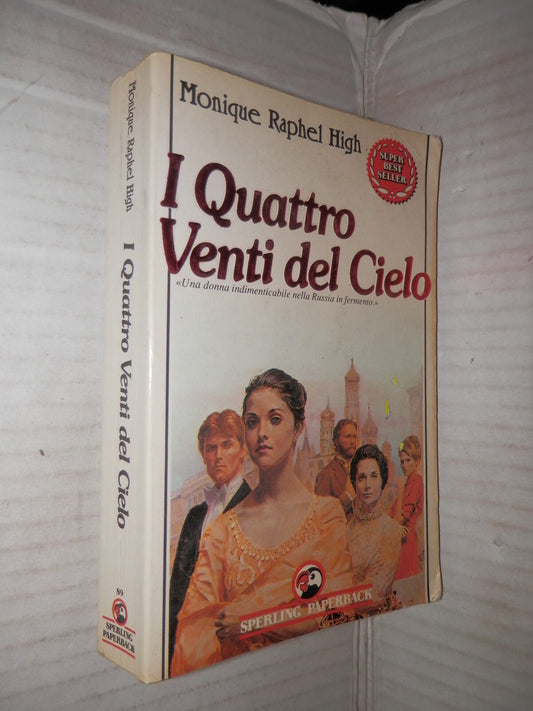 Monique Raphel High
SUPER
BEST
SELLER
I Quattro
Venti del Cielo
«Una donna indimenticabile nella Russia in fermento.»
SPERLING PAPERBACK
Monique Raphel High
I Quattro Venti del Cielo
89
SPERLING
PAPERBACK